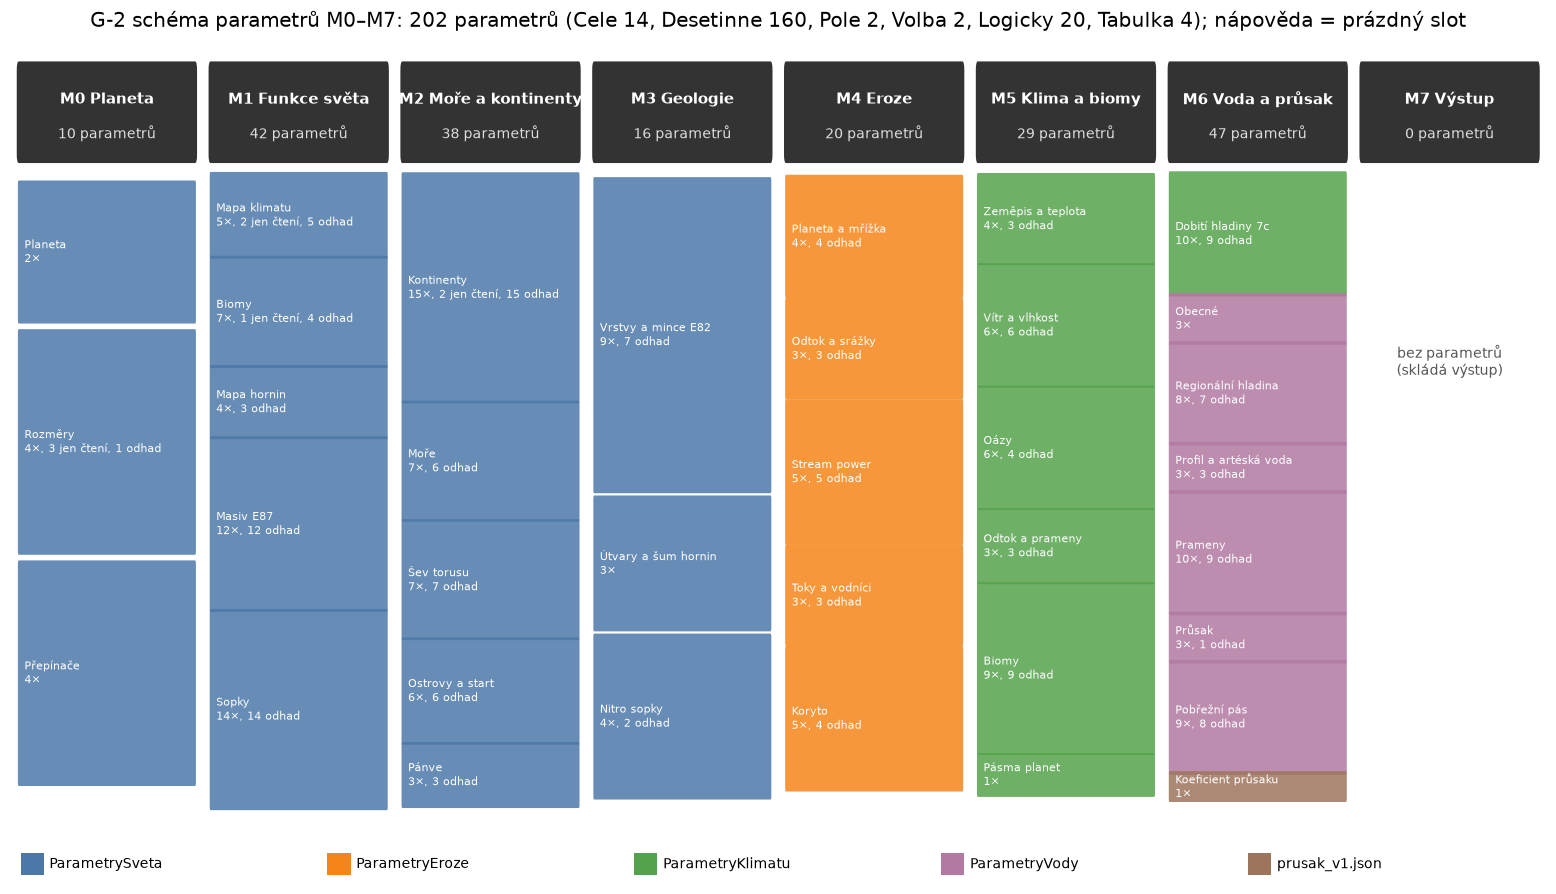 G-2 schéma parametrů M0–M7: 202 parametrů (Cele 14, Desetinne 160, Pole 2, Volba 2, Logicky 20, Tabulka 4); nápověda = prázdný slot
M0 Planeta
10 parametrů
Planeta
2×
Rozměry
4×, 3 jen čtení, 1 odhad
Přepínače
4×
M1 Funkce světa
42 parametrů
Mapa klimatu
5×, 2 jen čtení, 5 odhad
Biomy
7×, 1 jen čtení, 4 odhad
Mapa hornin
4×, 3 odhad
Masiv E87
12×, 12 odhad
Sopky
14×, 14 odhad
M2 Moře a kontinenty
38 parametrů
Kontinenty
15×, 2 jen čtení, 15 odhad
Moře
7×, 6 odhad
Šev torusu
7×, 7 odhad
Ostrovy a start
6×, 6 odhad
Pánve
3×, 3 odhad
M3 Geologie
16 parametrů
Vrstvy a mince E82
9×, 7 odhad
Útvary a šum hornin
3×
Nitro sopky
4×, 2 odhad
M4 Eroze
20 parametrů
Planeta a mřížka
4×, 4 odhad
Odtok a srážky
3×, 3 odhad
Stream power
5×, 5 odhad
Toky a vodníci
3×, 3 odhad
Koryto
5×, 4 odhad
M5 Klima a biomy
29 parametrů
Zeměpis a teplota
4×, 3 odhad
Vítr a vlhkost
6×, 6 odhad
Oázy
6×, 4 odhad
Odtok a prameny
3×, 3 odhad
Biomy
9×, 9 odhad
Pásma planet
1×
M6 Voda a průsak
47 parametrů
Dobití hladiny 7c
10×, 9 odhad
Obecné
3×
Regionální hladina
8×, 7 odhad
Profil a artéská voda
3×, 3 odhad
Prameny
10×, 9 odhad
Průsak
3×, 1 odhad
Pobřežní pás
9×, 8 odhad
Koeficient průsaku
1×
M7 Výstup
0 parametrů
bez parametrů
(skládá výstup)
ParametrySveta
ParametryEroze
ParametryKlimatu
ParametryVody
prusak_v1.json